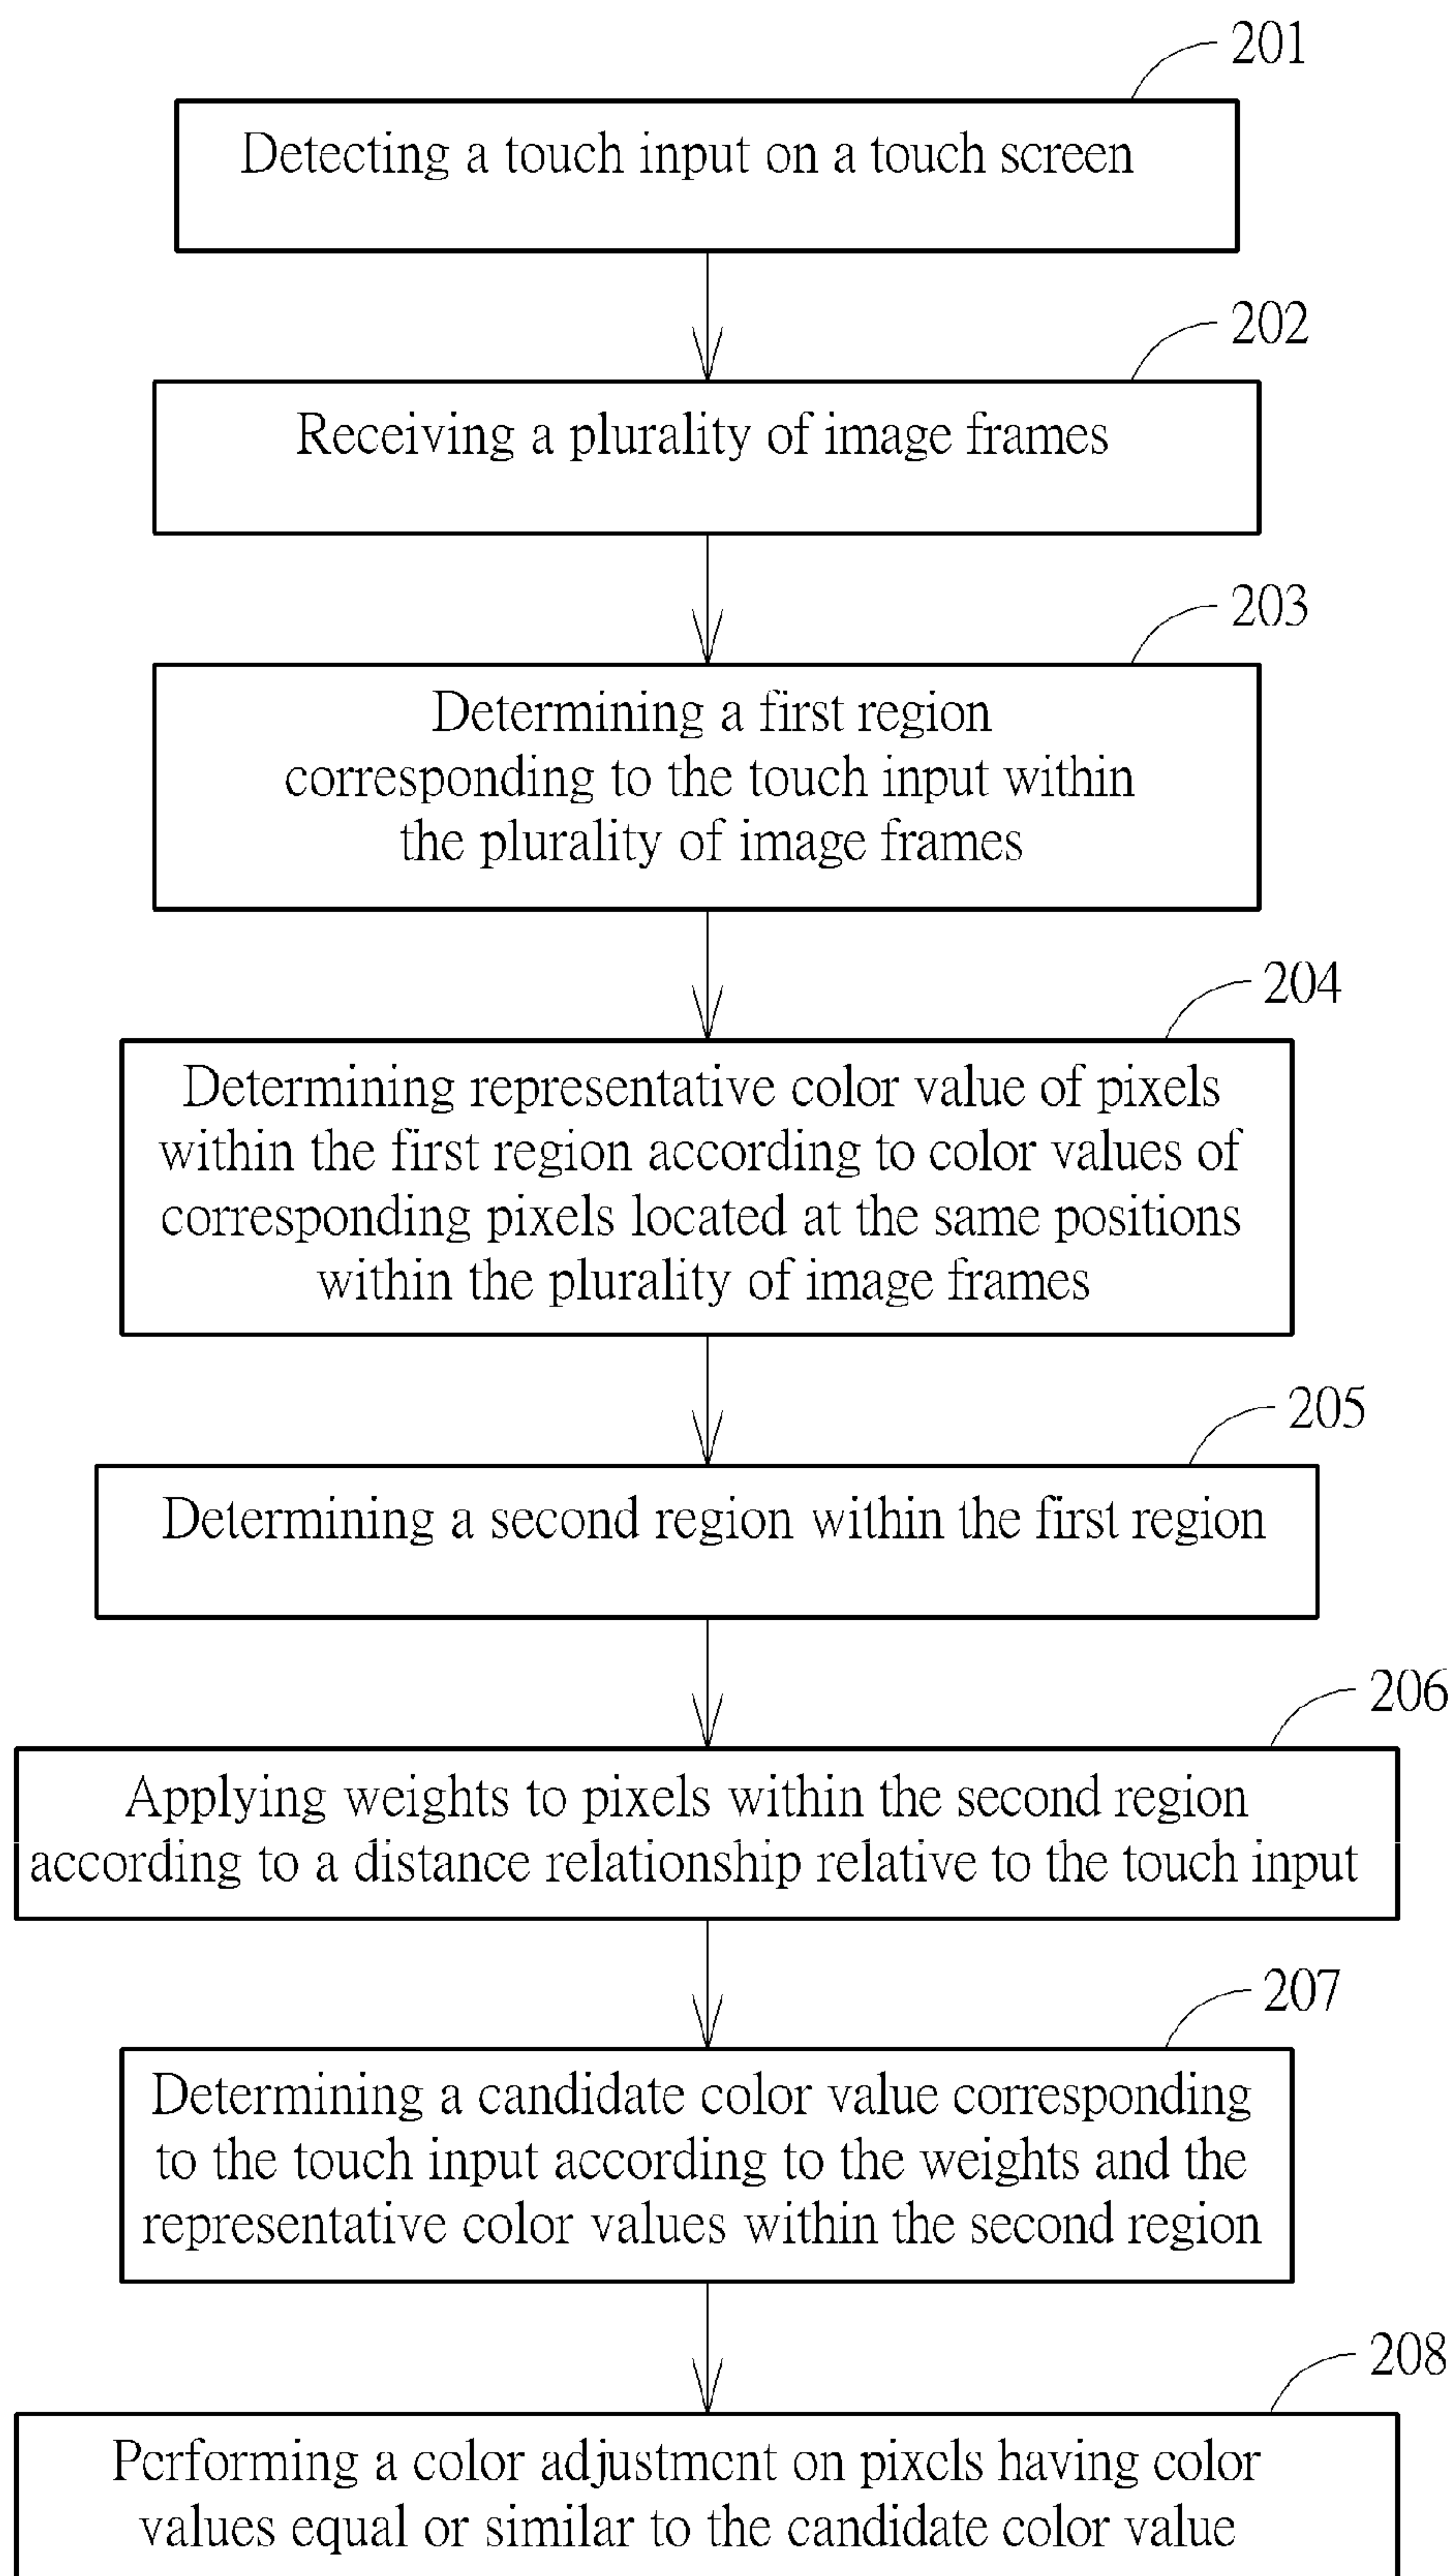 201
Detecting a touch input on a touch screen
202
Receiving a plurality of image frames
203
Determining a first region
corresponding to the touch input within
the plurality of image frames
204
Determining representative color value of pixels
within the first region according to color values of
corresponding pixels located at the same positions
within the plurality of image frames
205
Determining a second region within the first region
206
Applying weights to pixels within the second region
according to a distance relationship relative to the touch input
207
Determining a candidate color value corresponding
to the touch input according to the weights and the
representative color values within the second region
208
Performing a color adjustment on pixels having color
values equal or similar to the candidate color value